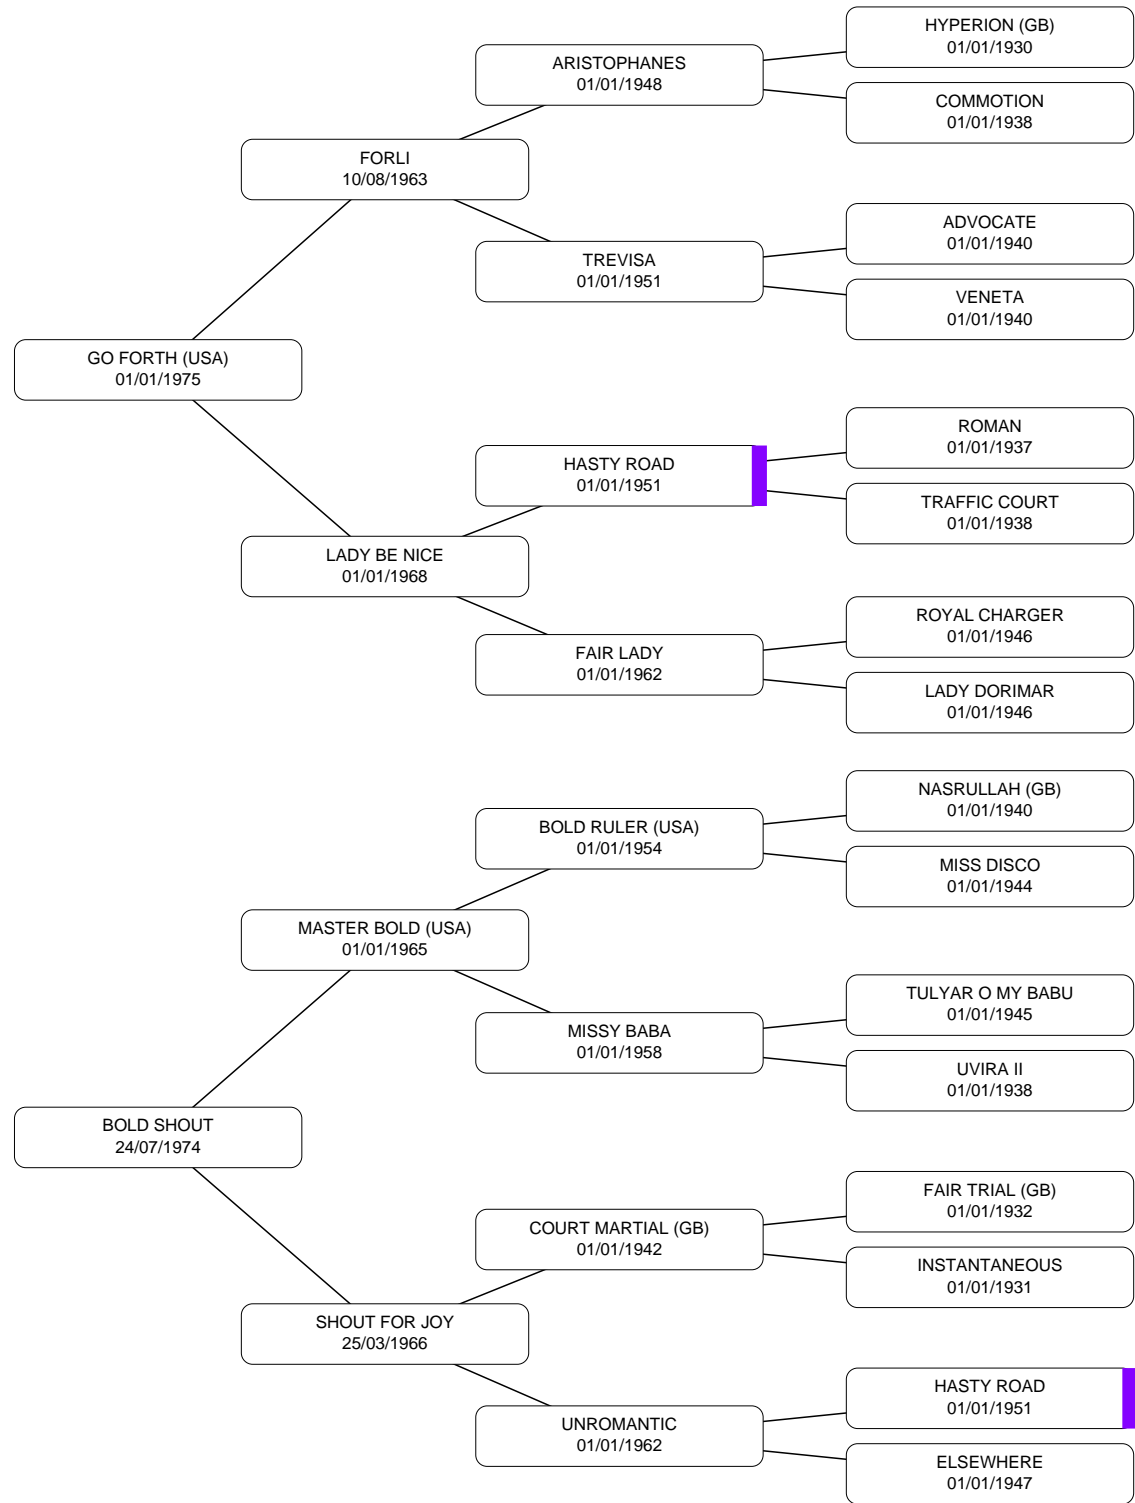 HYPERION (GB)
01/01/1930
ARISTOPHANES
01/01/1948
COMMOTION
01/01/1938
FORLI
10/08/1963
ADVOCATE
01/01/1940
TREVISA
01/01/1951
VENETA
01/01/1940
GO FORTH (USA)
01/01/1975
ROMAN
01/01/1937
HASTY ROAD
01/01/1951
TRAFFIC COURT
01/01/1938
LADY BE NICE
01/01/1968
ROYAL CHARGER
01/01/1946
FAIR LADY
01/01/1962
LADY DORIMAR
01/01/1946
NASRULLAH (GB)
01/01/1940
BOLD RULER (USA)
01/01/1954
MISS DISCO
01/01/1944
MASTER BOLD (USA)
01/01/1965
TULYAR O MY BABU
01/01/1945
MISSY BABA
01/01/1958
UVIRA II
01/01/1938
BOLD SHOUT
24/07/1974
FAIR TRIAL (GB)
01/01/1932
COURT MARTIAL (GB)
01/01/1942
INSTANTANEOUS
01/01/1931
SHOUT FOR JOY
25/03/1966
HASTY ROAD
01/01/1951
UNROMANTIC
01/01/1962
ELSEWHERE
01/01/1947